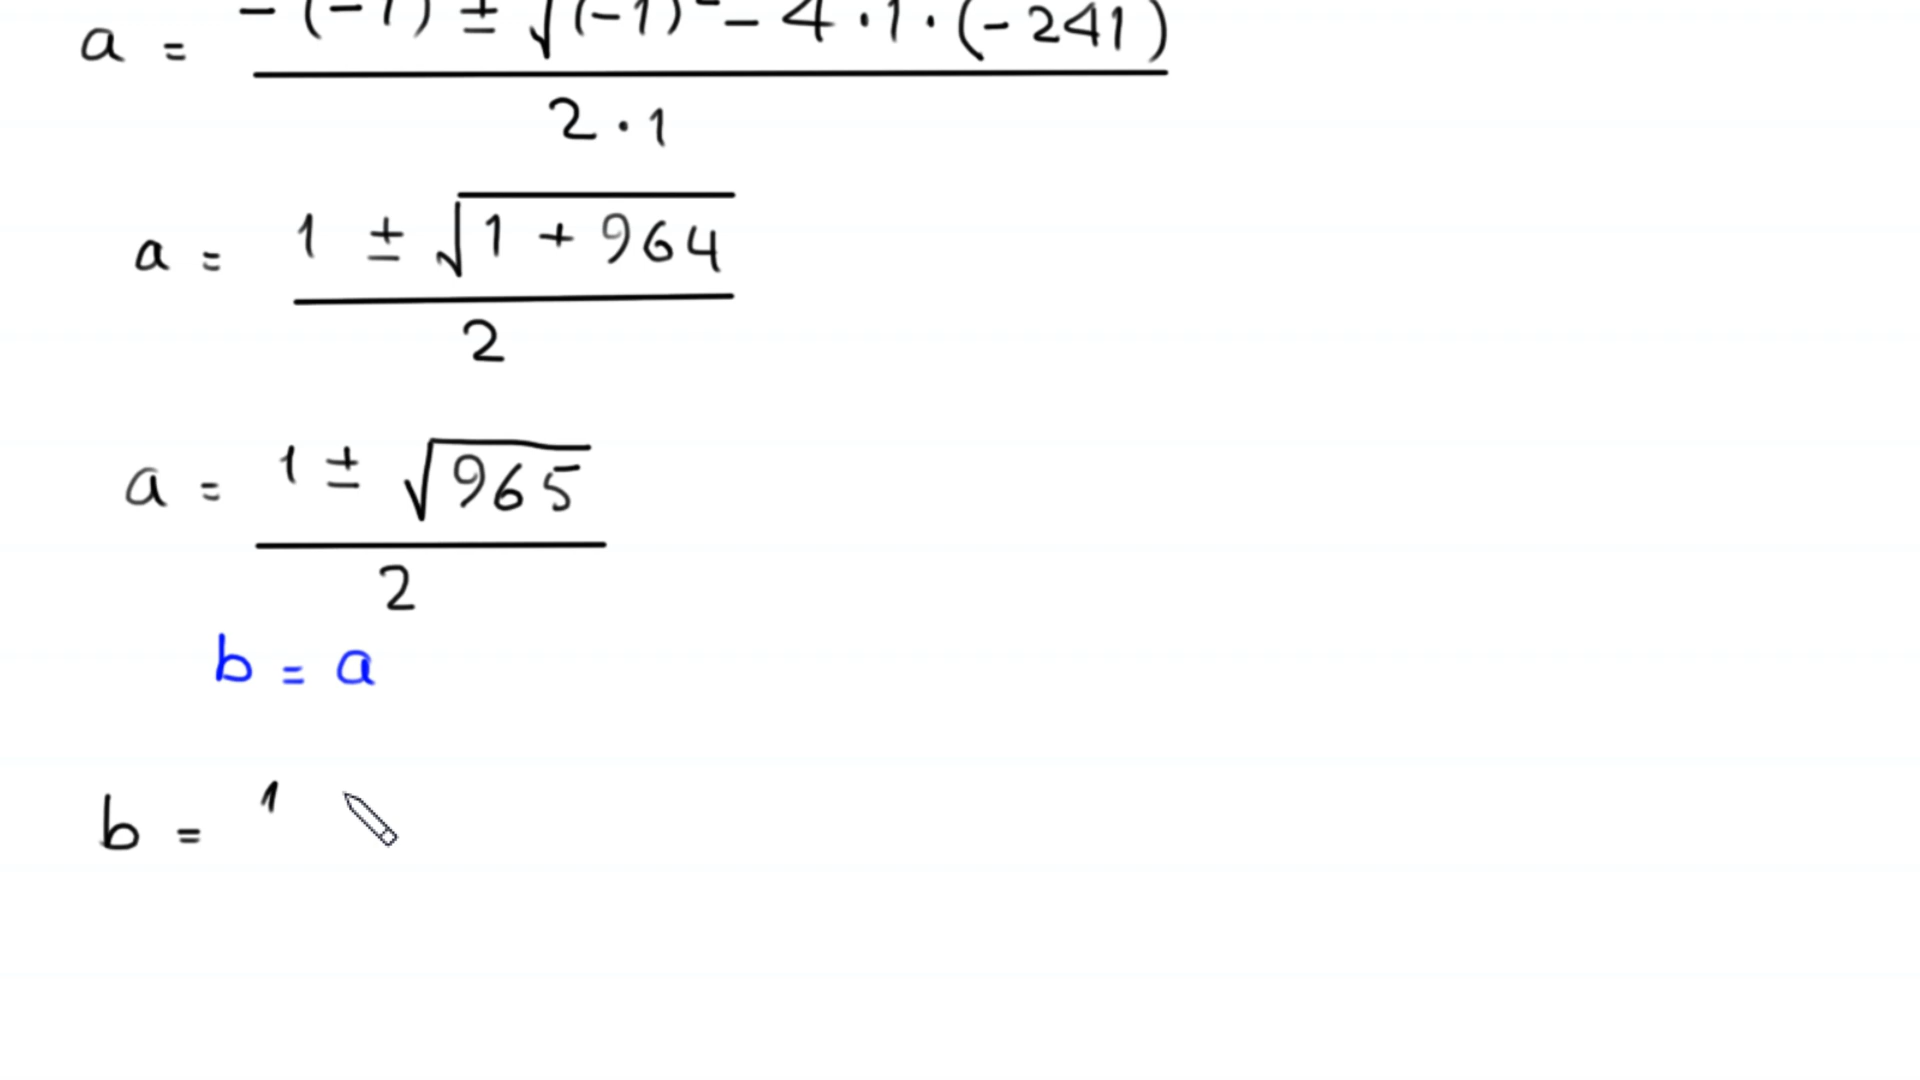 a = -(-1) ± √(-1)² - 4·1·(-241)
2·1
a = 1 ± √1 + 964
2
a = 1 ± √965
2
b = a
b = 1